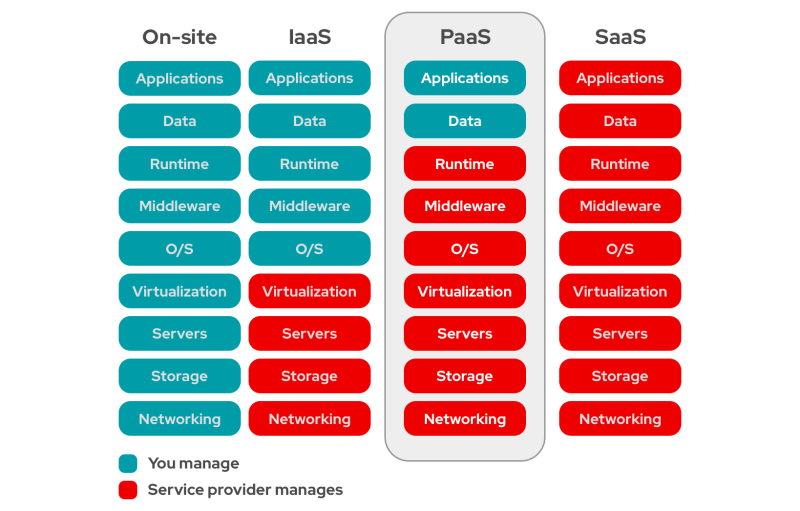 On-site IaaS PaaS SaaS
Applications Applications Applications Applications
Data Data Data Data
Runtime Runtime Runtime Runtime
Middleware Middleware Middleware Middleware
O/S O/S O/S O/S
Virtualization Virtualization Virtualization Virtualization
Servers Servers Servers Servers
Storage Storage Storage Storage
Networking Networking Networking Networking
You manage
Service provider manages